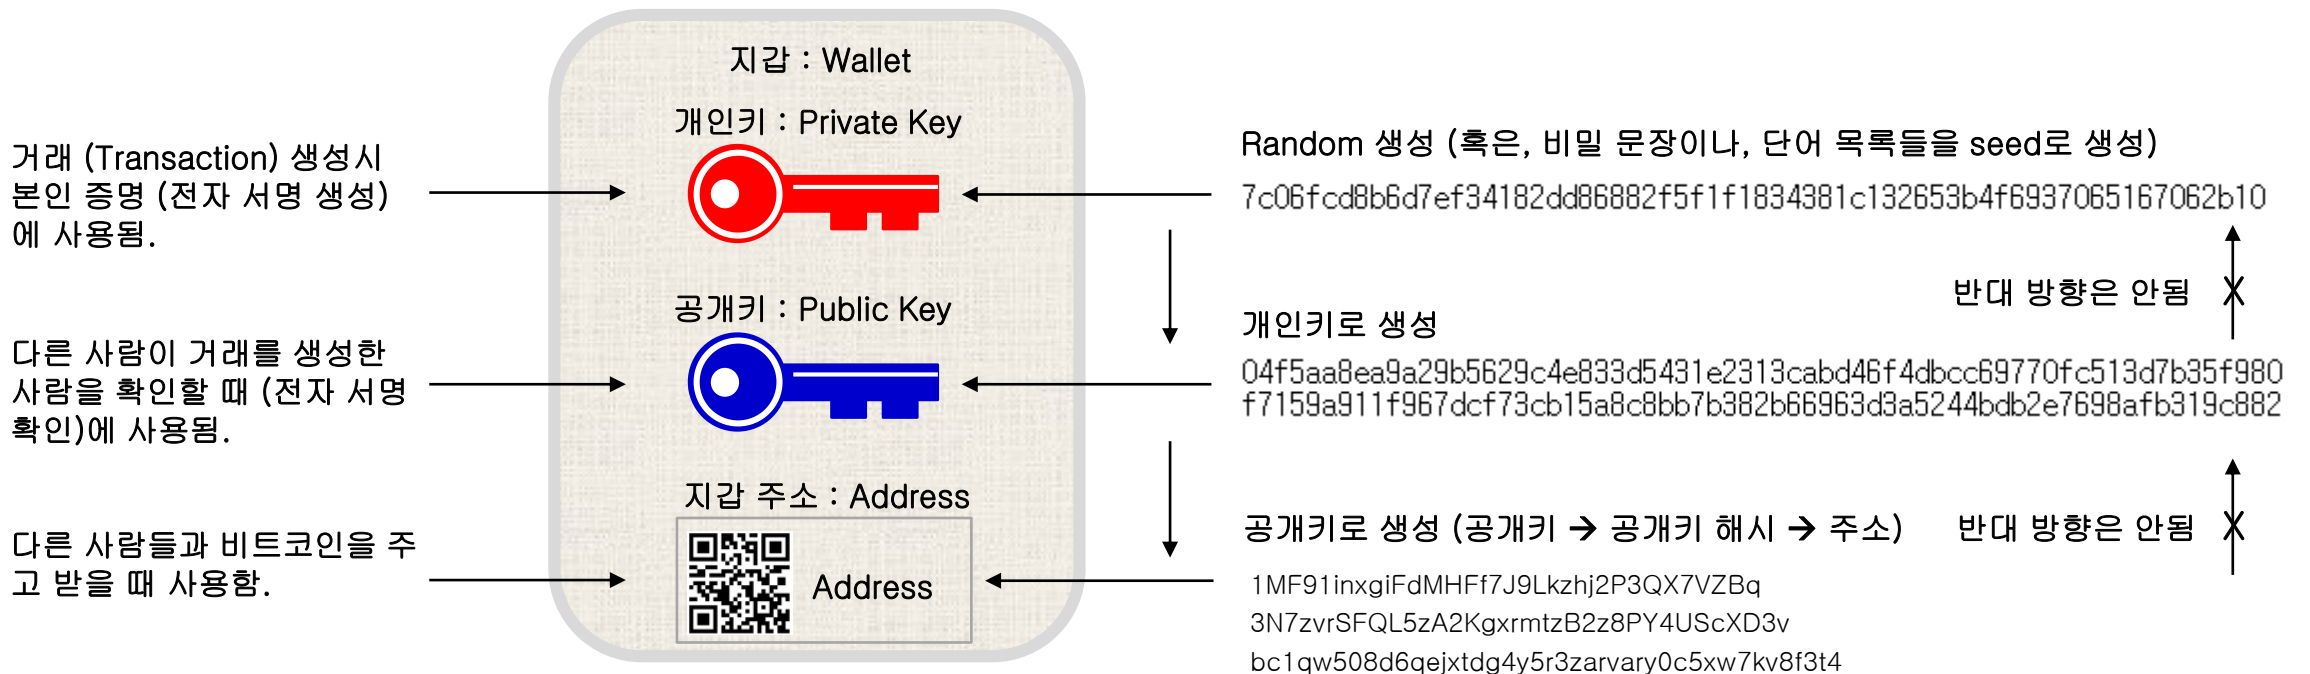 지갑 : Wallet
개인키 : Private Key
거래 (Transaction) 생성시
본인 증명 (전자 서명 생성)
에 사용됨.
Random 생성 (혹은, 비밀 문장이나, 단어 목록들을 seed로 생성)
7c06fcd8b6d7ef34182dd86882f5f1f1834381c132653b4f6937065167062b10
반대 방향은 안됨
공개키 : Public Key
다른 사람이 거래를 생성한
사람을 확인할 때 (전자 서명
확인)에 사용됨.
개인키로 생성
04f5aa8ea9a29b5629c4e833d5431e2313cabd46f4dbcc69770fc513d7b35f980
f7159a911f967dcf73cb15a8c8bb7b382b66963d3a5244bdb2e7698afb319c882
지갑 주소 : Address
다른 사람들과 비트코인을 주
고 받을 때 사용함.
Address
공개키로 생성 (공개키 → 공개키 해시 → 주소)
반대 방향은 안됨
1MF91inxgiFdMHFf7J9Lkzhj2P3QX7VZBq
3N7zvrSFQL5zA2KgxrmtzB2z8PY4UScXD3v
bc1qw508d6qejxtdg4y5r3zarvary0c5xw7kv8f3t4